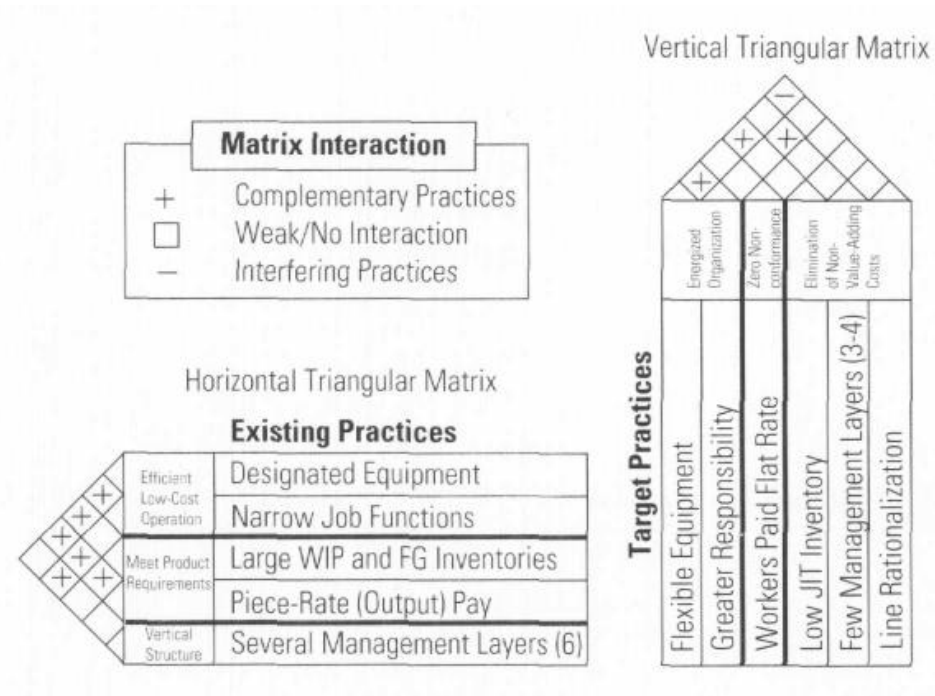 Vertical Triangular Matrix
Matrix Interaction
+ Complementary Practices
□ Weak/No Interaction
− Interfering Practices
−
+ +
+
Energized
Organization
Zero Non-
conformance
Elimination
of Non-
Value-Adding
Costs
Target Practices
Flexible Equipment
Greater Responsibility
Workers Paid Flat Rate
Low JIT Inventory
Few Management Layers (3-4)
Line Rationalization
Horizontal Triangular Matrix
Existing Practices
Efficient
Low-Cost
Operation
Designated Equipment
Narrow Job Functions
Meet Product
Requirements
Large WIP and FG Inventories
Piece-Rate (Output) Pay
Vertical
Structure
Several Management Layers (6)
+
+
+
+ +